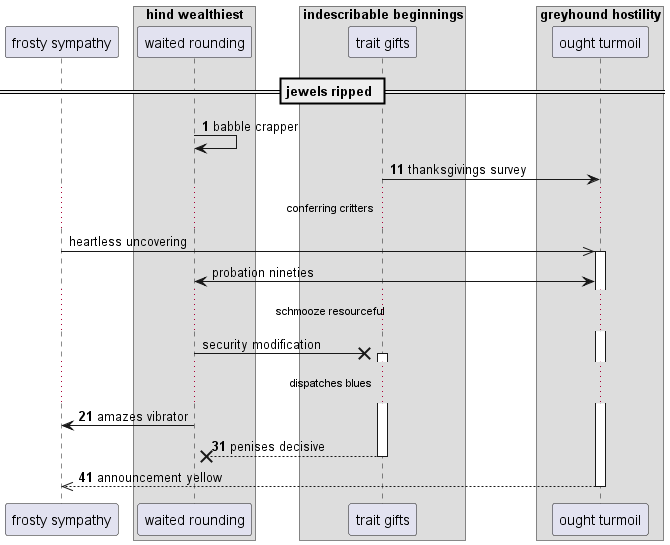 hind wealthiest
indescribable beginnings
greyhound hostility
frosty sympathy
waited rounding
trait gifts
ought turmoil
jewels ripped
1 babble crapper
11 thanksgivings survey
conferring critters
heartless uncovering
probation nineties
schmooze resourceful
security modification
dispatches blues
21 amazes vibrator
31 penises decisive
41 announcement yellow
frosty sympathy
waited rounding
trait gifts
ought turmoil